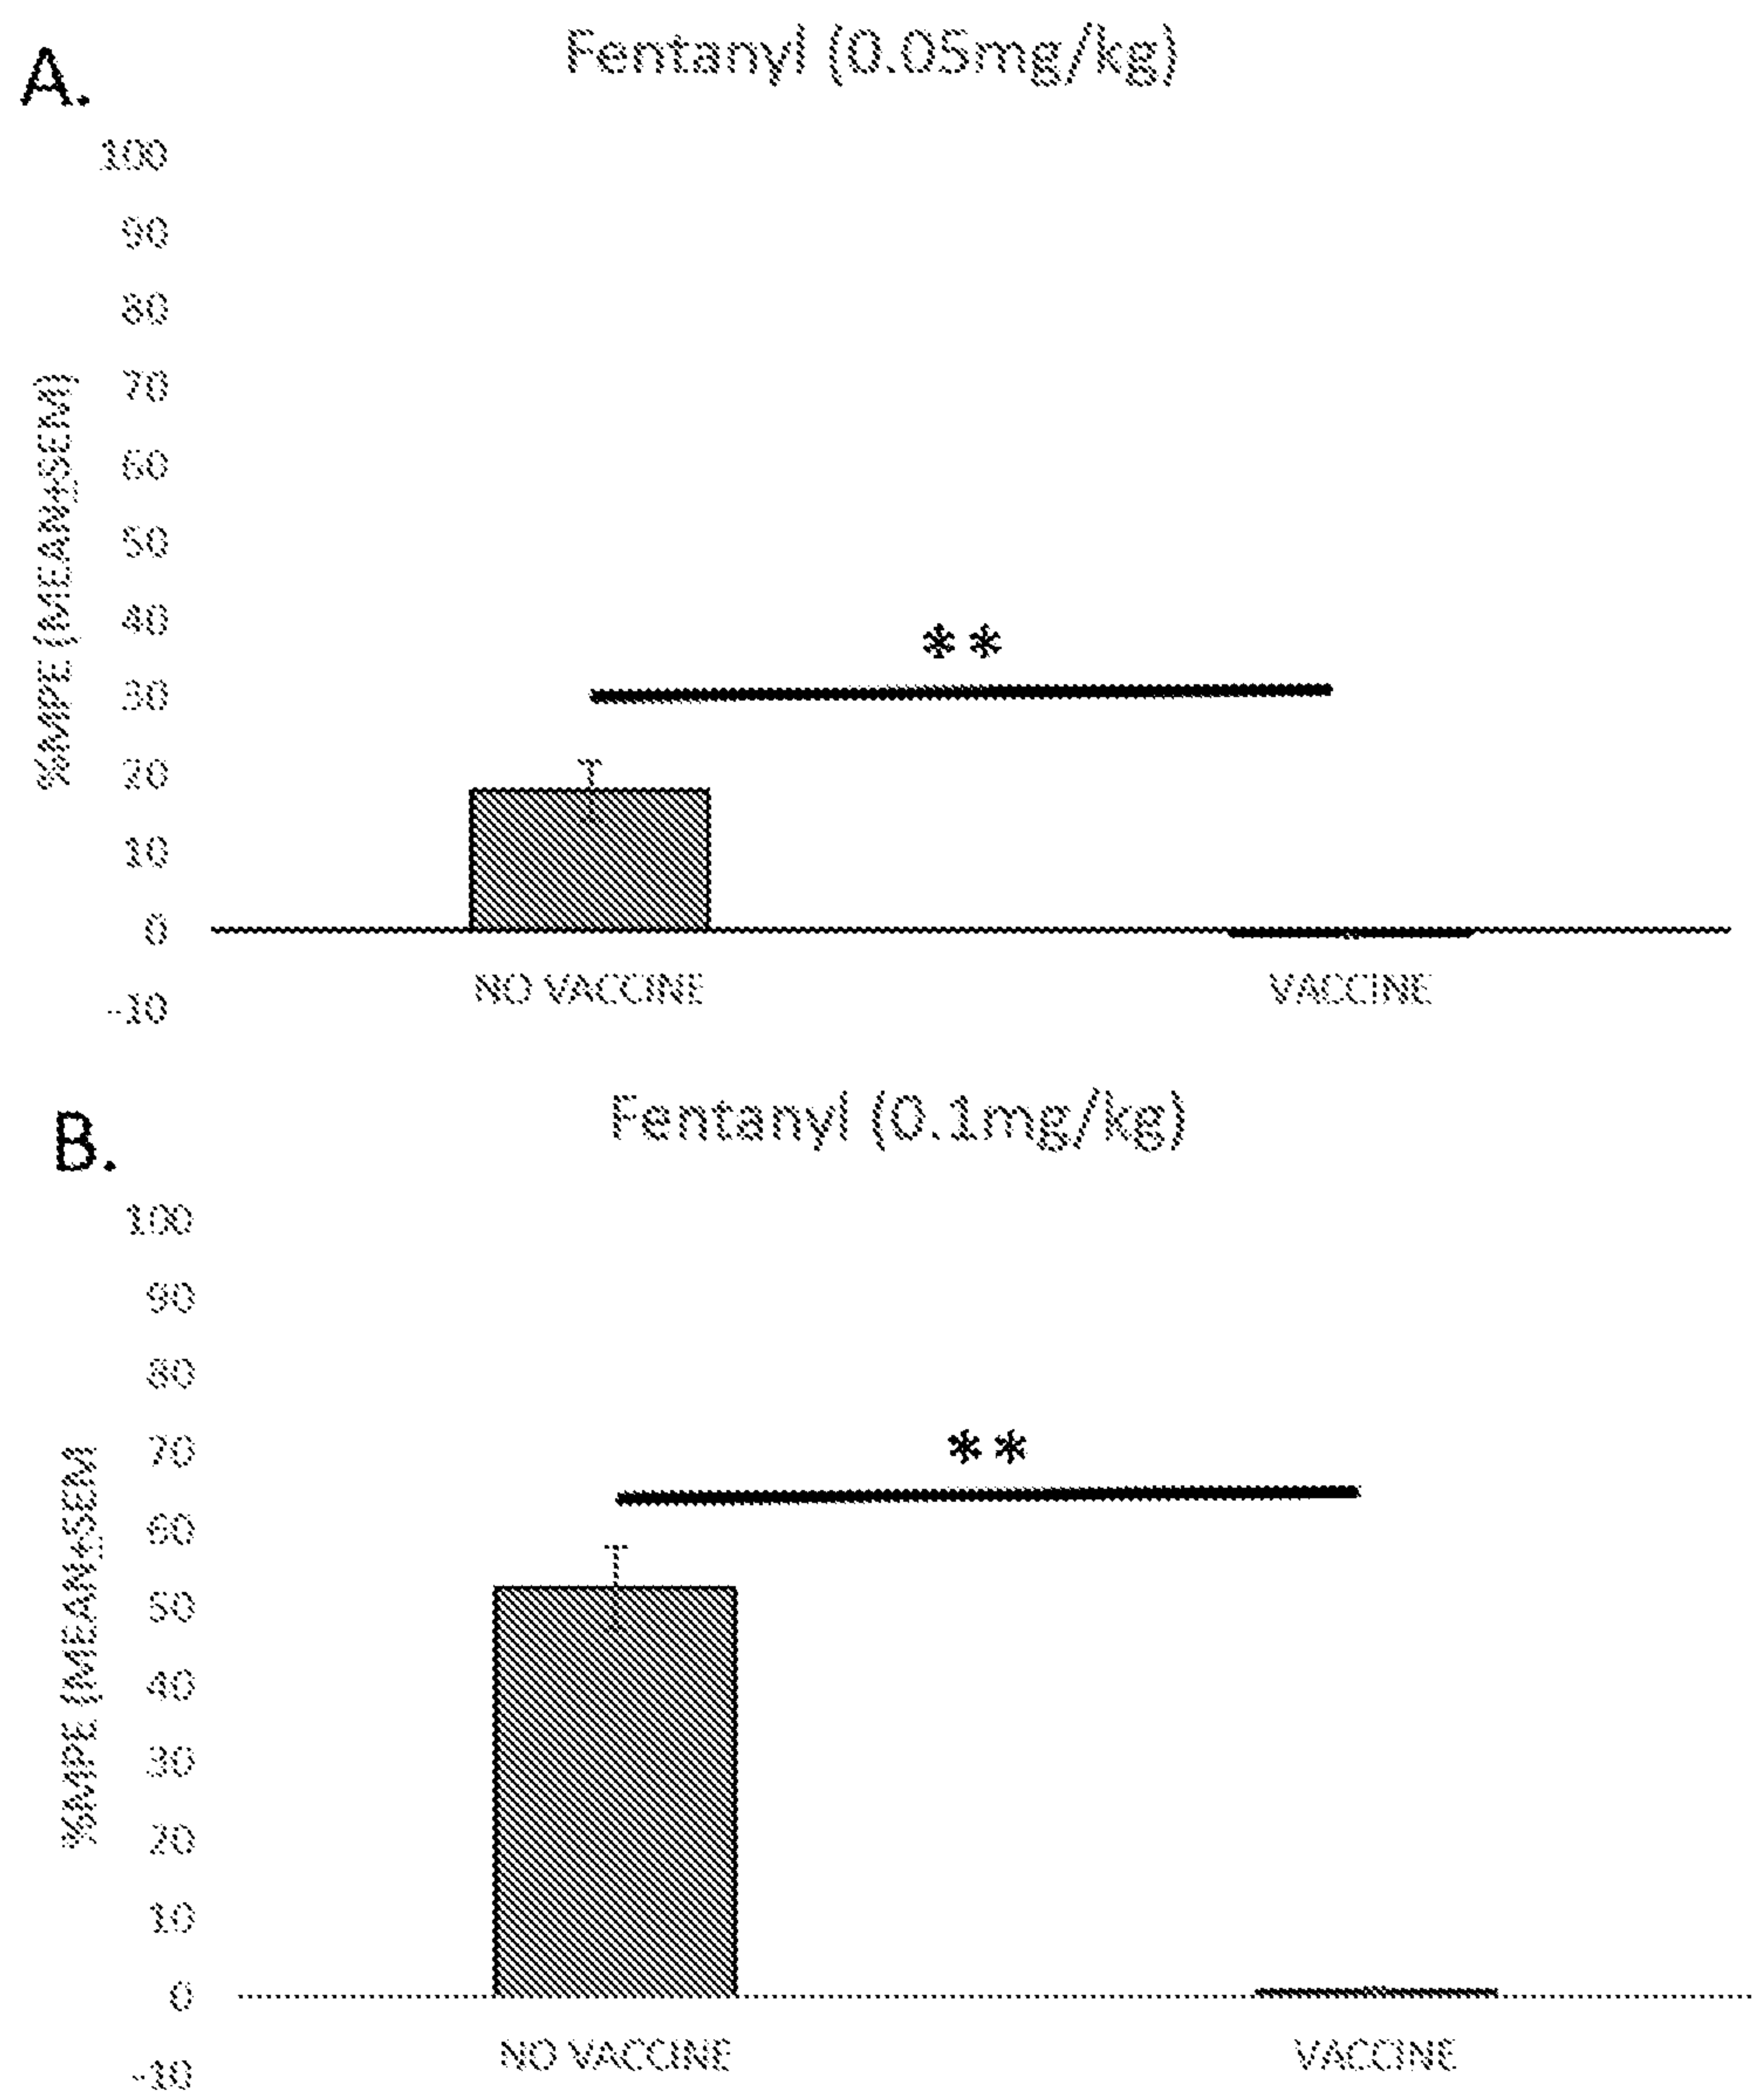 A.
Fentanyl (0.05mg/kg)
100
90
80
70
60
50
40
30
20
10
0
-10
%MPE (MEAN±SEM)
**
NO VACCINE
VACCINE
B.
Fentanyl (0.1mg/kg)
100
90
80
70
60
50
40
30
20
10
0
-10
%MPE (MEAN±SEM
**
NO VACCINE
VACCINE